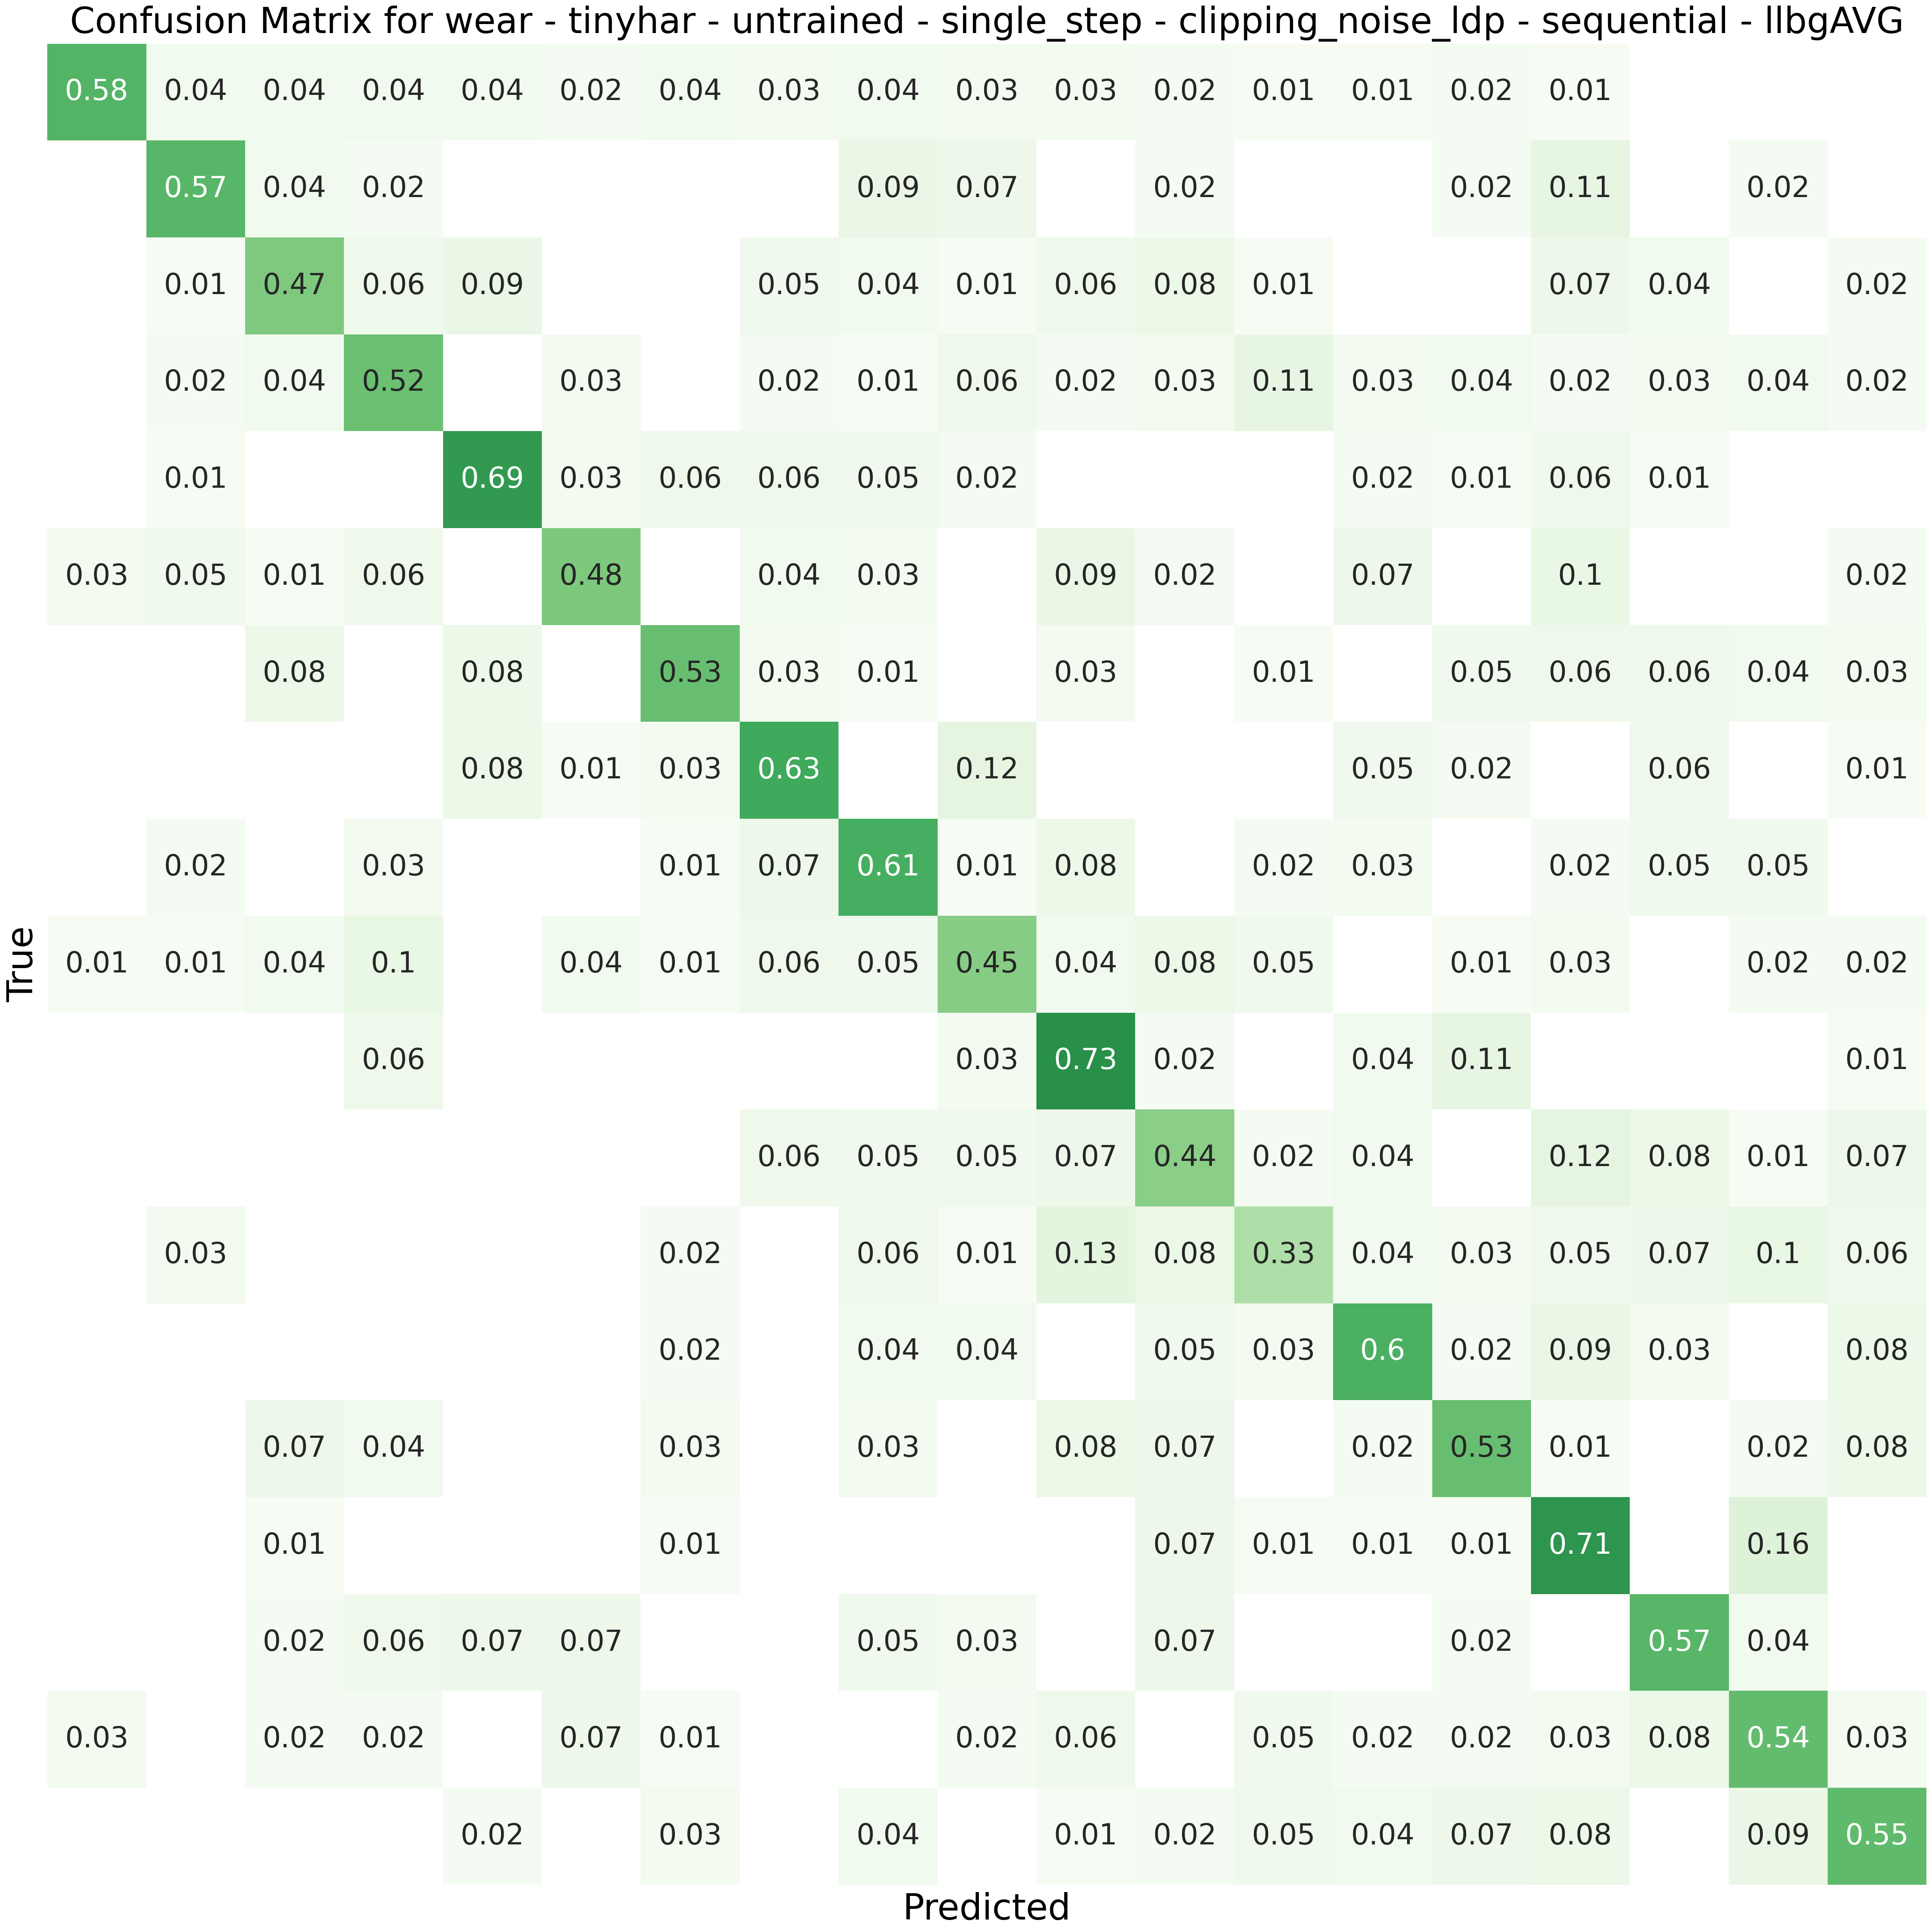 Confusion Matrix for wear - tinyhar - untrained - single_step - clipping_noise_ldp - sequential - llbgAVG
0.58 0.04 0.04 0.04 0.04 0.02 0.04 0.03 0.04 0.03 0.03 0.02 0.01 0.01 0.02 0.01
0.57 0.04 0.02 0.09 0.07 0.02 0.02 0.11 0.02
0.01 0.47 0.06 0.09 0.05 0.04 0.01 0.06 0.08 0.01 0.07 0.04 0.02
0.02 0.04 0.52 0.03 0.02 0.01 0.06 0.02 0.03 0.11 0.03 0.04 0.02 0.03 0.04 0.02
0.01 0.69 0.03 0.06 0.06 0.05 0.02 0.02 0.01 0.06 0.01
0.03 0.05 0.01 0.06 0.48 0.04 0.03 0.09 0.02 0.07 0.1 0.02
0.08 0.08 0.53 0.03 0.01 0.03 0.01 0.05 0.06 0.06 0.04 0.03
0.08 0.01 0.03 0.63 0.12 0.05 0.02 0.06 0.01
0.02 0.03 0.01 0.07 0.61 0.01 0.08 0.02 0.03 0.02 0.05 0.05
0.01 0.01 0.04 0.1 0.04 0.01 0.06 0.05 0.45 0.04 0.08 0.05 0.01 0.03 0.02 0.02
0.06 0.03 0.73 0.02 0.04 0.11 0.01
0.06 0.05 0.05 0.07 0.44 0.02 0.04 0.12 0.08 0.01 0.07
0.03 0.02 0.06 0.01 0.13 0.08 0.33 0.04 0.03 0.05 0.07 0.1 0.06
0.02 0.04 0.04 0.05 0.03 0.6 0.02 0.09 0.03 0.08
0.07 0.04 0.03 0.03 0.08 0.07 0.02 0.53 0.01 0.02 0.08
0.01 0.01 0.07 0.01 0.01 0.01 0.71 0.16
0.02 0.06 0.07 0.07 0.05 0.03 0.07 0.02 0.57 0.04
0.03 0.02 0.02 0.07 0.01 0.02 0.06 0.05 0.02 0.02 0.03 0.08 0.54 0.03
0.02 0.03 0.04 0.01 0.02 0.05 0.04 0.07 0.08 0.09 0.55
True
Predicted